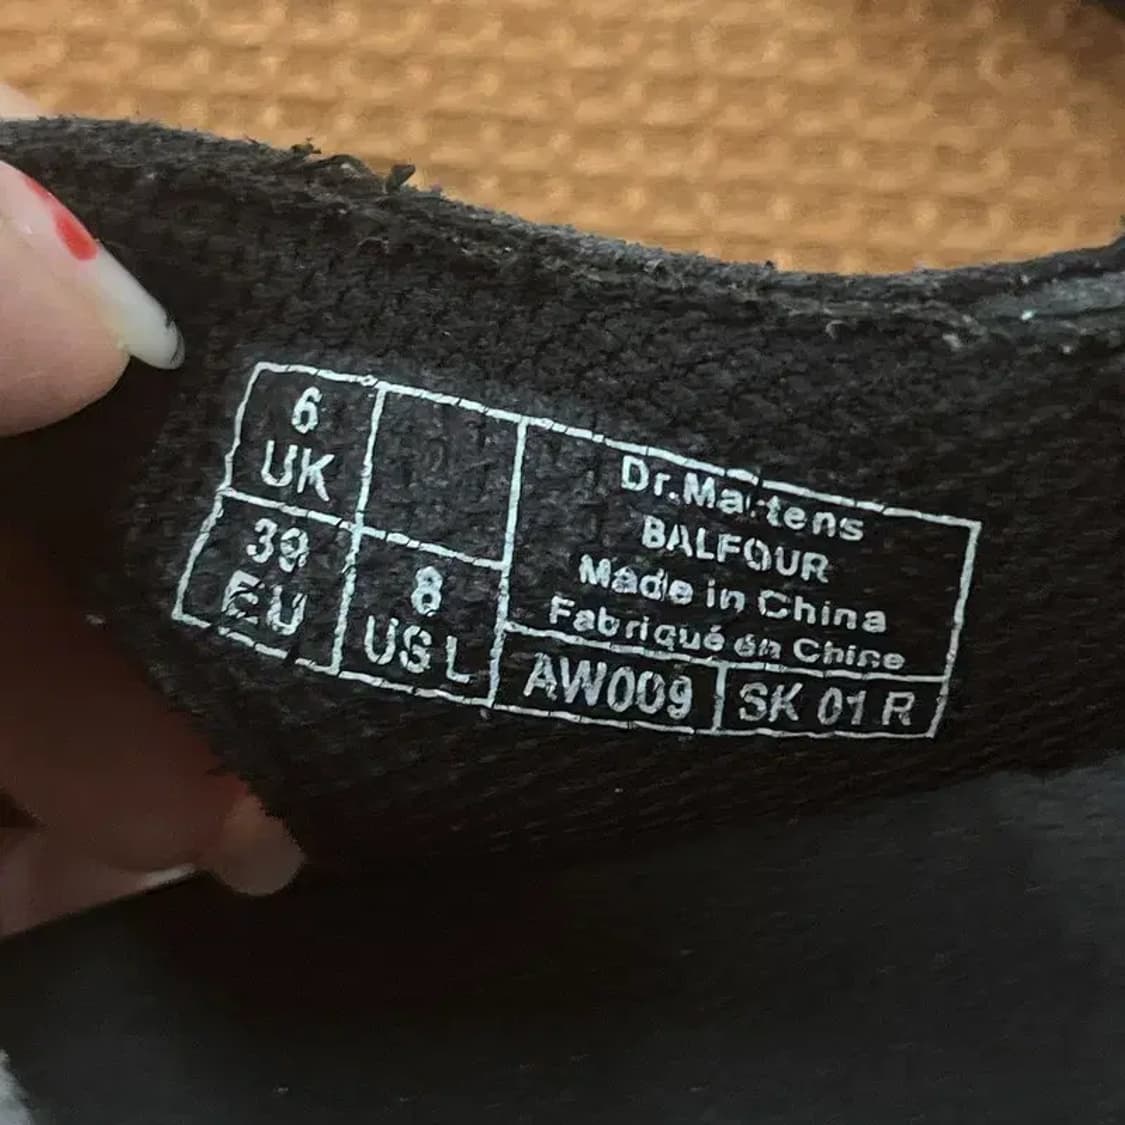 6
UK
39
EU
8
US L
Dr.Martens
BALFOUR
Made in China
Fabriqué en Chine
AW009
SK 01 R